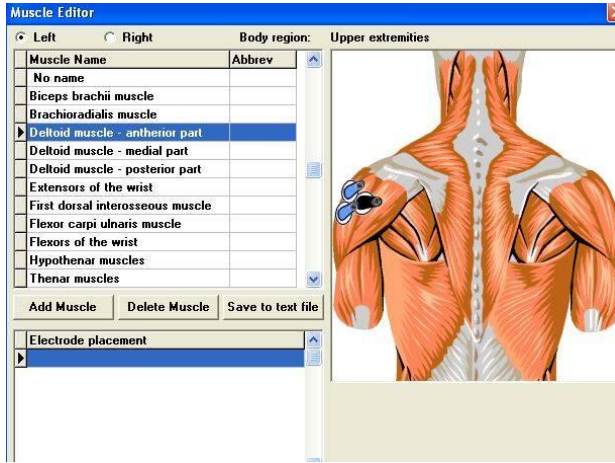 Muscle Editor
Left Right Body region: Upper extremities
Muscle Name Abbrev
No name
Biceps brachii muscle
Brachioradialis muscle
Deltoid muscle - antherior part
Deltoid muscle - medial part
Deltoid muscle - posterior part
Extensors of the wrist
First dorsal interosseous muscle
Flexor carpi ulnaris muscle
Flexors of the wrist
Hypothenar muscles
Thenar muscles
Add Muscle Delete Muscle Save to text file
Electrode placement